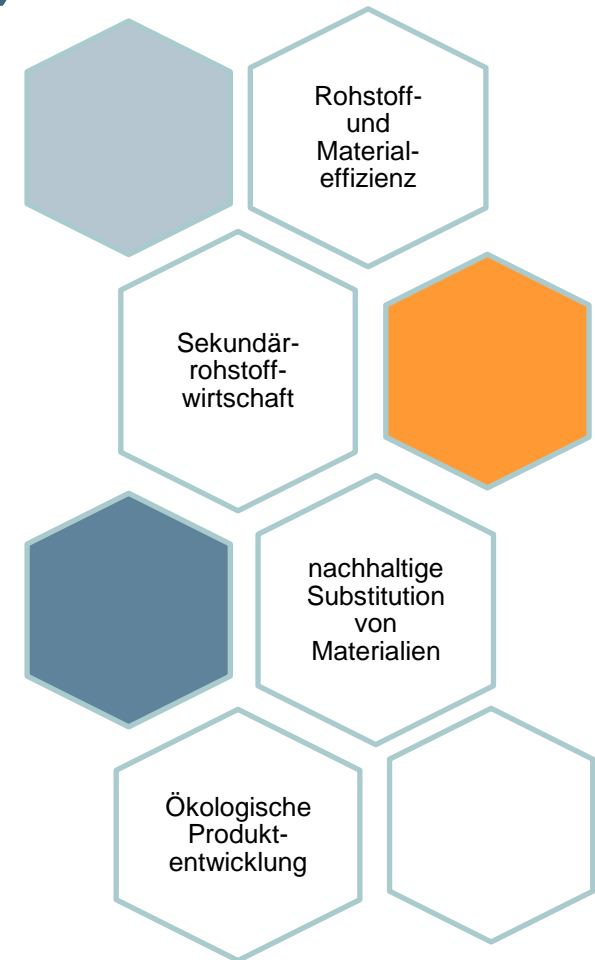 Rohstoff-
und
Material-
effizienz
Sekundär-
rohstoff-
wirtschaft
nachhaltige
Substitution
von
Materialien
Ökologische
Produkt-
entwicklung